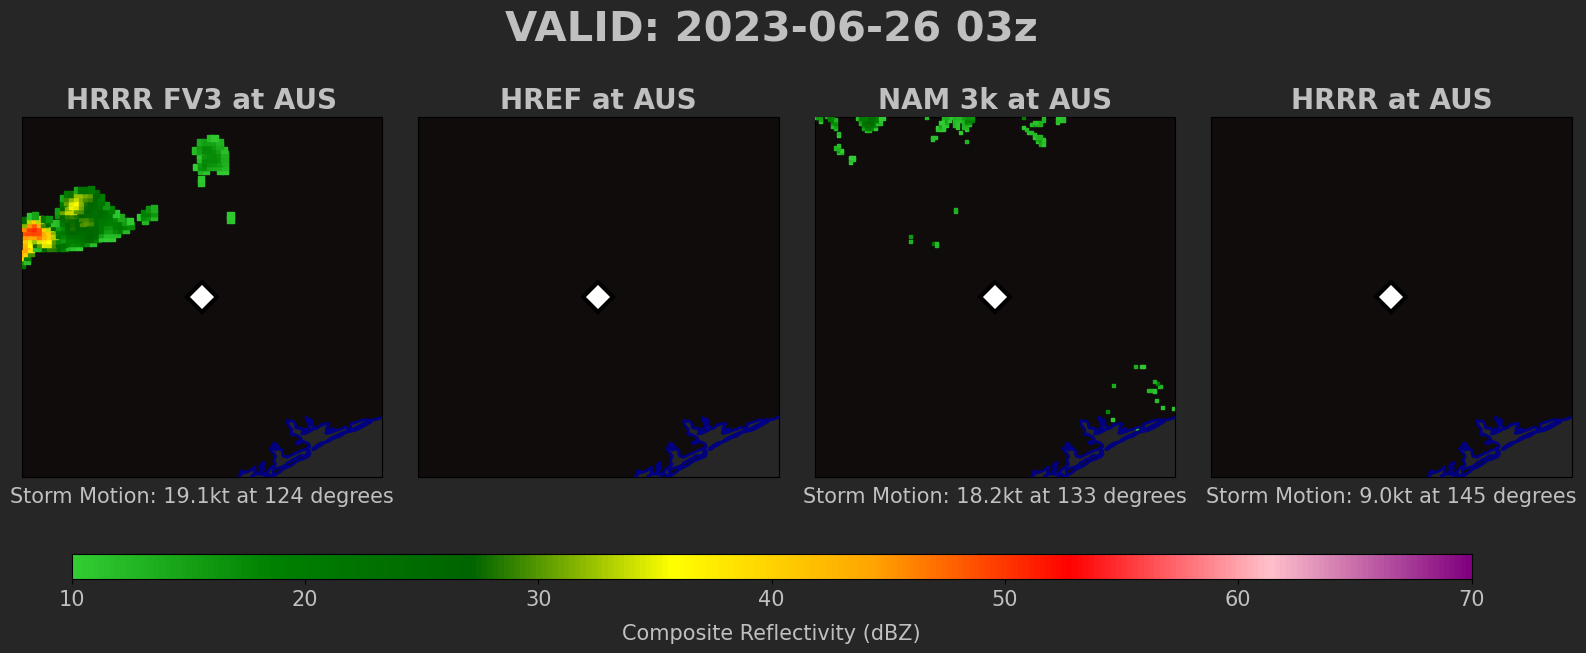 VALID: 2023-06-26 03z
HRRR FV3 at AUS
HREF at AUS
NAM 3k at AUS
HRRR at AUS
Storm Motion: 19.1kt at 124 degrees
Storm Motion: 18.2kt at 133 degrees
Storm Motion: 9.0kt at 145 degrees
10 20 30 40 50 60 70
Composite Reflectivity (dBZ)